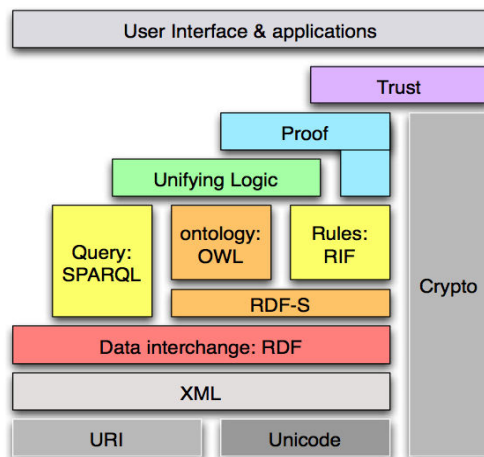 User Interface & applications
Trust
Proof
Unifying Logic
Query:
SPARQL
ontology:
OWL
Rules:
RIF
Crypto
RDF-S
Data interchange: RDF
XML
URI
Unicode